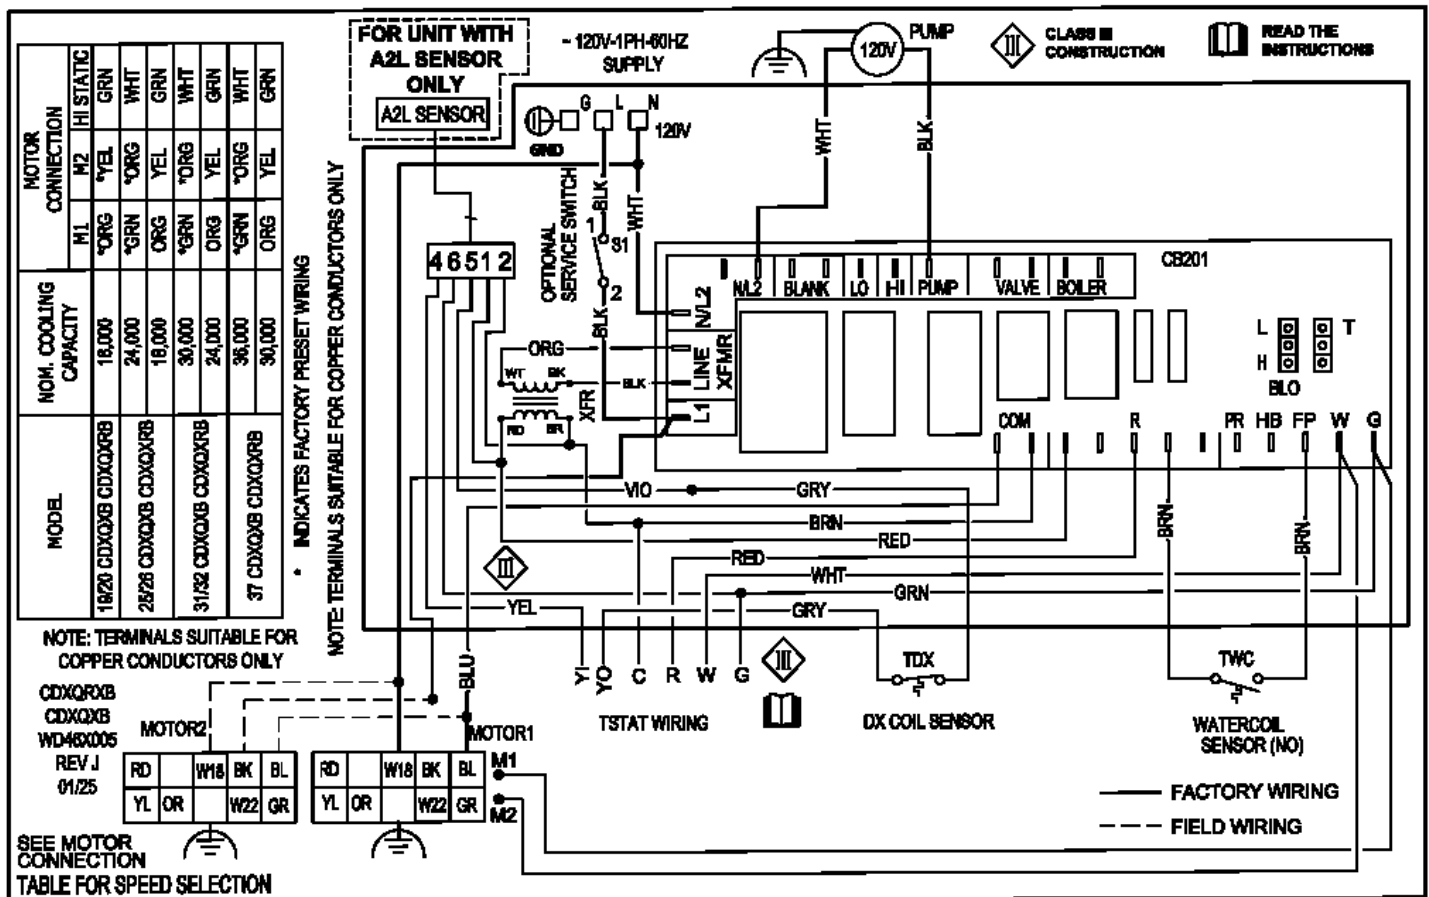 FOR UNIT WITH
A2L SENSOR
ONLY
A2L SENSOR
~ 120V-1PH-60HZ
SUPPLY
PUMP
120V
CLASS III
CONSTRUCTION
READ THE
INSTRUCTIONS
MODEL
NOM. COOLING
CAPACITY
MOTOR
CONNECTION
M1 M2 HI STATIC
19/20 CDXQXB CDXQXRB 18,000 *ORG *YEL GRN
24,000 *GRN *ORG WHT
25/26 CDXQXB CDXQXRB 18,000 ORG YEL GRN
30,000 *GRN *ORG WHT
31/32 CDXQXB CDXQXRB 24,000 ORG YEL GRN
36,000 *GRN *ORG WHT
37 CDXQXB CDXQXRB 30,000 ORG YEL GRN
* INDICATES FACTORY PRESET WIRING
NOTE: TERMINALS SUITABLE FOR COPPER CONDUCTORS ONLY
G L N
GND
120V
WHT
BLK
BLK
WHT
OPTIONAL
SERVICE SWITCH
1
S1
2
BLK
4 6 5 1 2
ORG
WT BK
BLK
XFR
RD BR
CB201
N/L2 BLANK LO HI PUMP VALVE BOILER
N/L2
LINE
XFMR
L1
L T
H
BLO
COM R PR HB FP W G
VIO GRY
BRN
RED
RED
WHT
GRN
YEL GRY
BRN
BRN
III
BLU
Y1 YO C R W G
III
TSTAT WIRING
TDX
DX COIL SENSOR
TWC
WATERCOIL
SENSOR (NO)
NOTE: TERMINALS SUITABLE FOR
COPPER CONDUCTORS ONLY
CDXQRXB
CDXQXB
WD46X005
REV J
01/25
MOTOR2
MOTOR1
RD W18 BK BL
YL OR W22 GR
RD W18 BK BL
YL OR W22 GR
M1
M2
SEE MOTOR
CONNECTION
TABLE FOR SPEED SELECTION
FACTORY WIRING
FIELD WIRING
III